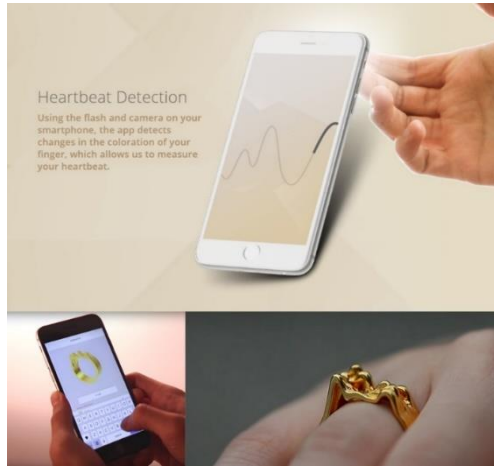 Heartbeat Detection
Using the flash and camera on your
smartphone, the app detects
changes in the coloration of your
finger, which allows us to measure
your heartbeat.